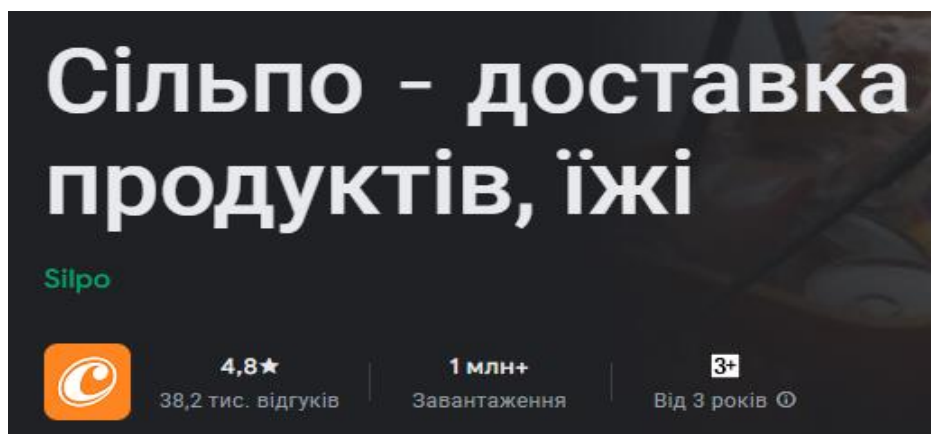 Сільпо - доставка
продуктів, їжі
Silpo
4,8★ 1 млн+ 3+
38,2 тис. відгуків Завантаження Від 3 років